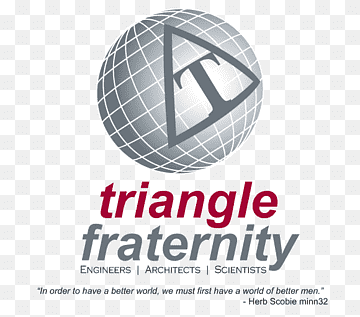 T
triangle
fraternity
ENGINEERS | ARCHITECTS | SCIENTISTS
“In order to have a better world, we must first have a world of better men.”
- Herb Scobie minn32